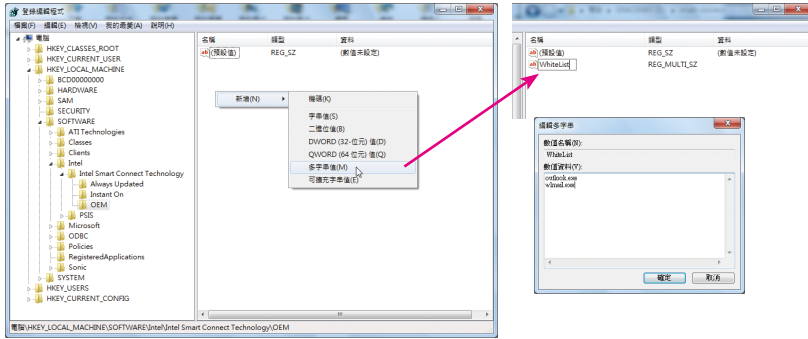 登錄編輯程式
檔案(F) 編輯(E) 檢視(V) 我的最愛(A) 說明(H)
電腦
HKEY_CLASSES_ROOT
HKEY_CURRENT_USER
HKEY_LOCAL_MACHINE
BCD00000000
HARDWARE
SAM
SECURITY
SOFTWARE
ATI Technologies
Classes
Clients
Intel
Intel Smart Connect Technology
Always Updated
Instant On
OEM
PSIS
Microsoft
ODBC
Policies
RegisteredApplications
Sonic
SYSTEM
HKEY_USERS
HKEY_CURRENT_CONFIG
名稱 類型 資料
ab (預設值) REG_SZ (數值未設定)
新增(N)
機碼(K)
字串值(S)
二進位值(B)
DWORD (32-位元) 值(D)
QWORD (64 位元) 值(Q)
多字串值(M)
可擴充字串值(E)
電腦\HKEY_LOCAL_MACHINE\SOFTWARE\Intel\Intel Smart Connect Technology\OEM
名稱 類型 資料
ab (預設值) REG_SZ (數值未設定)
ab WhiteList REG_MULTI_SZ
編輯多字串
數值名稱(N):
WhiteList
數值資料(V):
outlook.exe
wlmail.exe
確定 取消